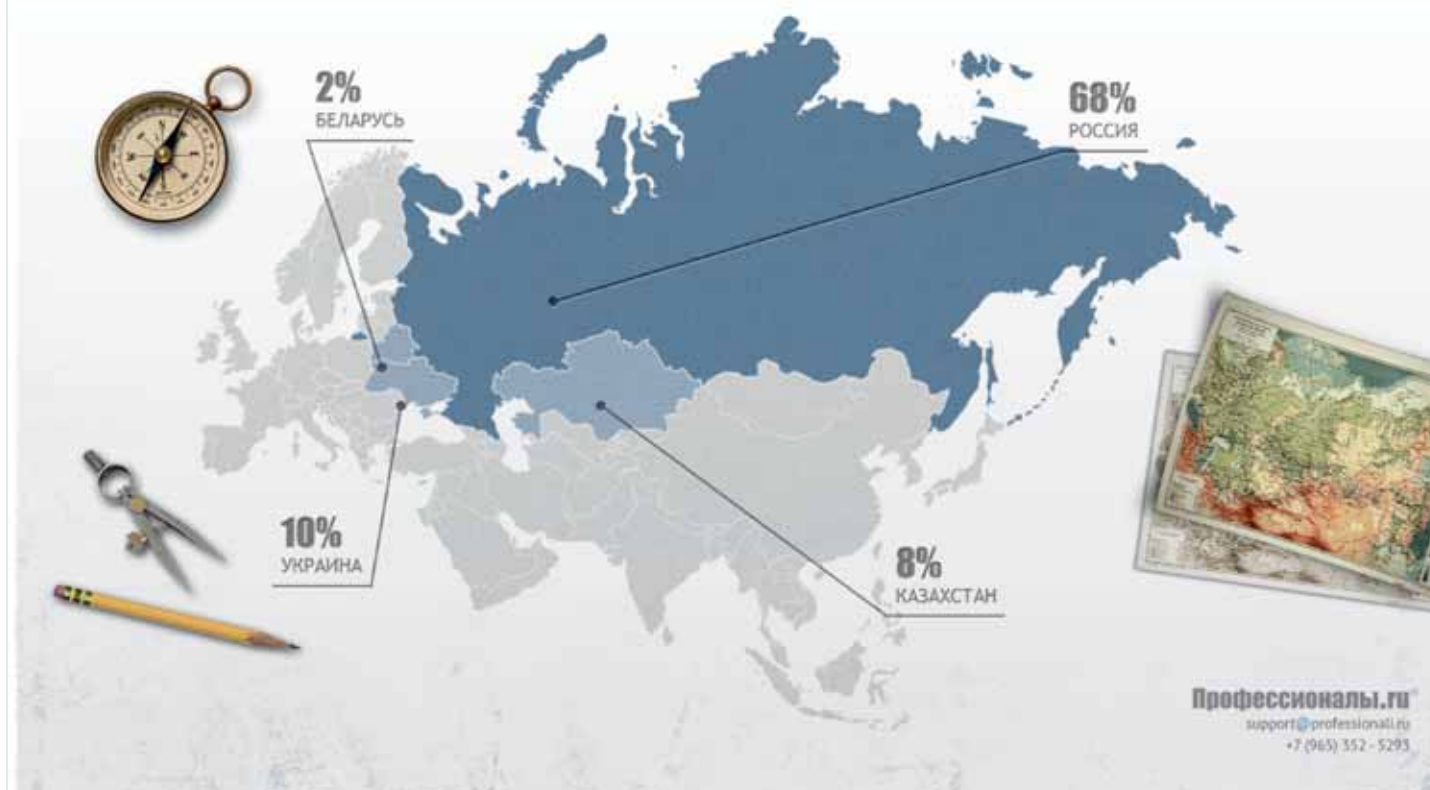 2%
БЕЛАРУСЬ
68%
РОССИЯ
10%
УКРАИНА
8%
КАЗАХСТАН
Профессионалы.ru
support@professionali.ru
+7 (965) 352 - 5293